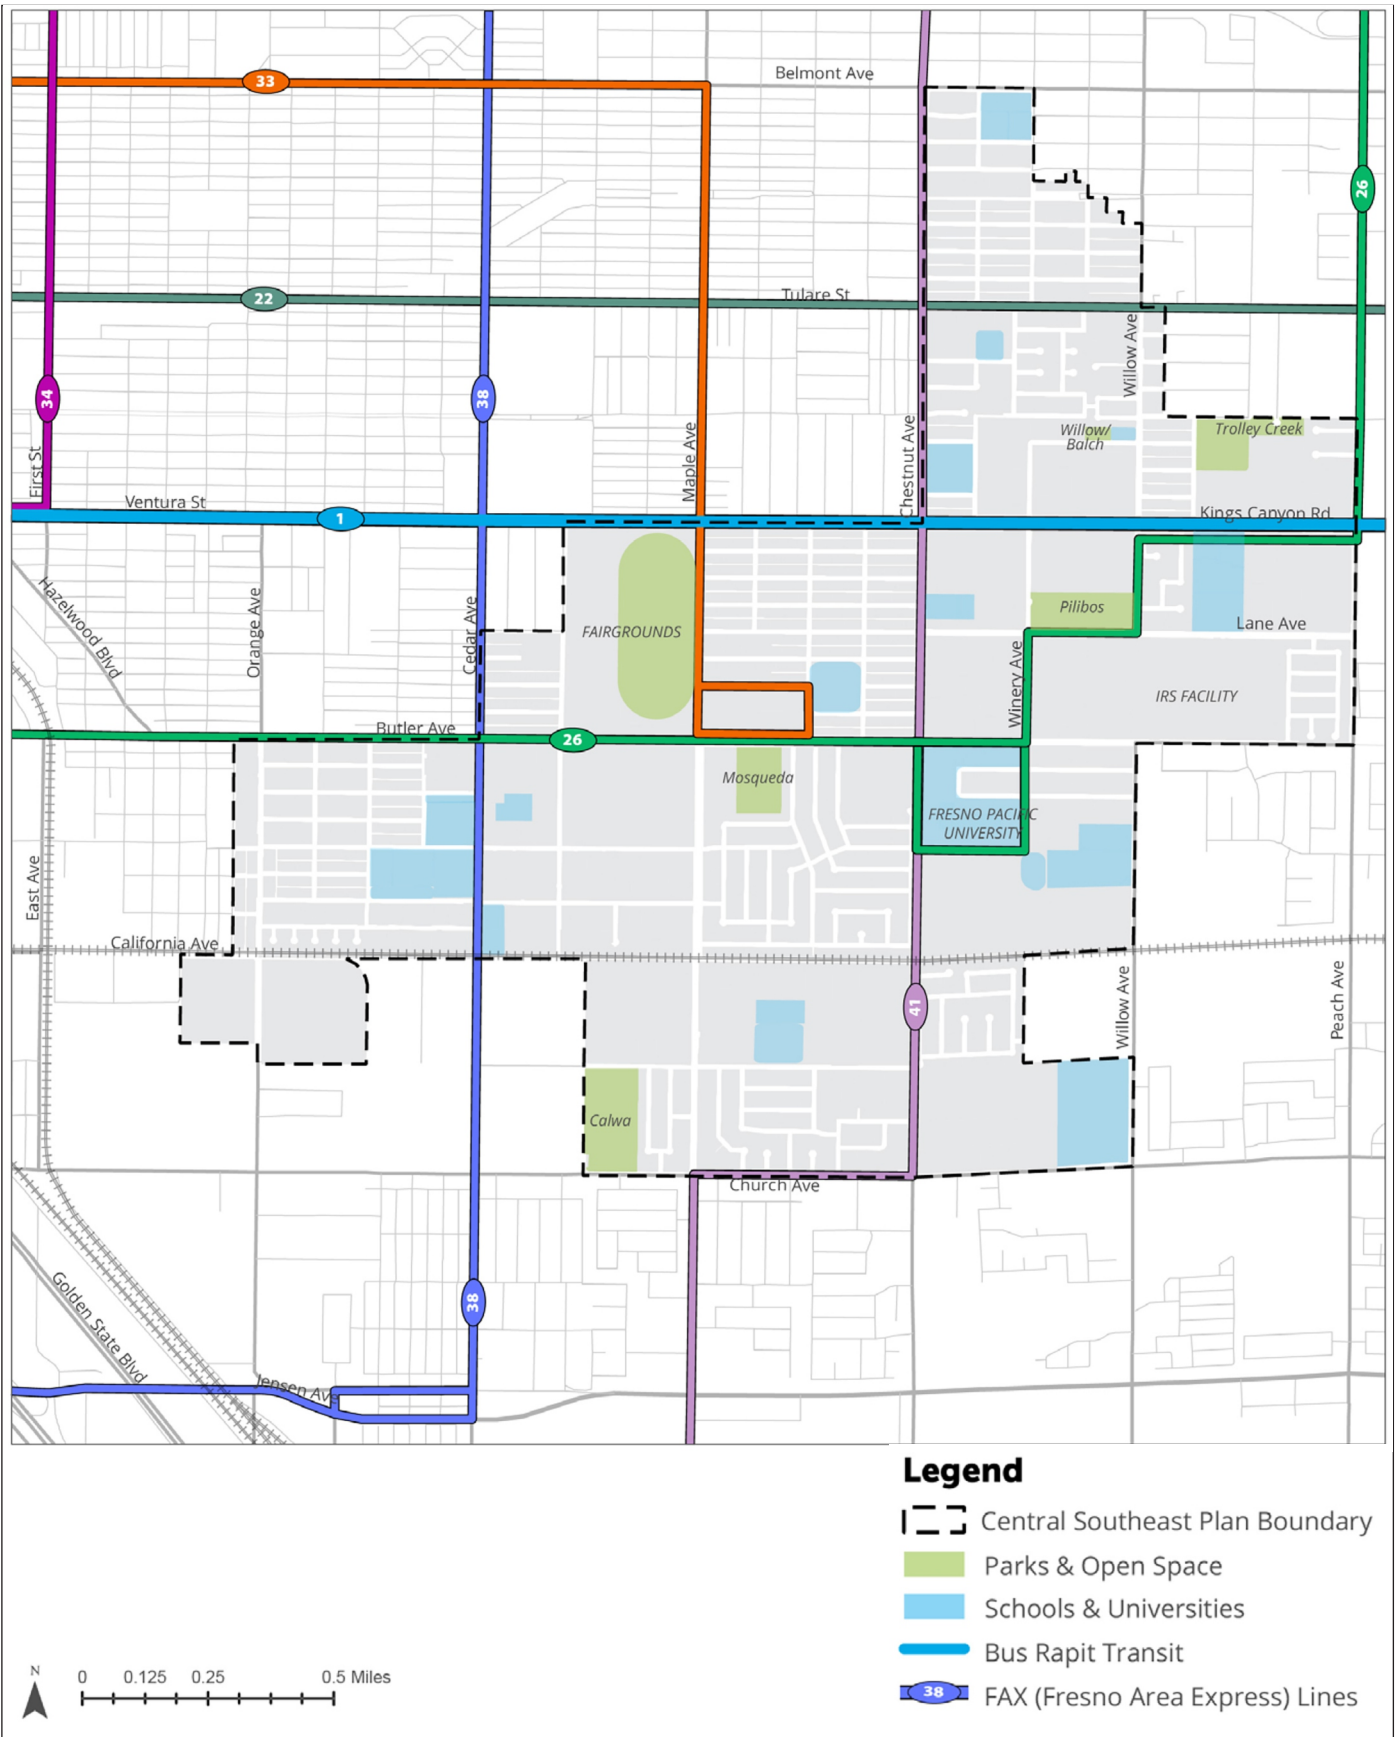 Belmont Ave
33
26
22
Tulare St
Willow Ave
34
38
First St
Maple Ave
Chestnut Ave
Willow/
Balch
Trolley Creek
Ventura St
1
Kings Canyon Rd
Hazelwood Blvd
Orange Ave
Cedar Ave
FAIRGROUNDS
Pilibos
Lane Ave
Winery Ave
IRS FACILITY
Butler Ave
26
Mosqueda
FRESNO PACIFIC
UNIVERSITY
East Ave
California Ave
41
Willow Ave
Peach Ave
Calwa
Church Ave
Golden State Blvd
38
Jensen Ave
Legend
Central Southeast Plan Boundary
Parks & Open Space
Schools & Universities
Bus Rapit Transit
38
FAX (Fresno Area Express) Lines
N
0 0.125 0.25 0.5 Miles